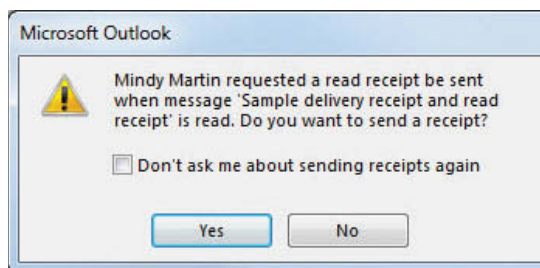 Microsoft Outlook
Mindy Martin requested a read receipt be sent
when message 'Sample delivery receipt and read
receipt' is read. Do you want to send a receipt?
Don't ask me about sending receipts again
Yes No